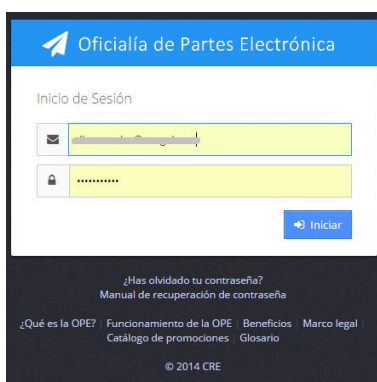 Oficialía de Partes Electrónica
Inicio de Sesión
Iniciar
¿Has olvidado tu contraseña?
Manual de recuperación de contraseña
¿Qué es la OPE? | Funcionamiento de la OPE | Beneficios | Marco legal |
Catálogo de promociones | Glosario
© 2014 CRE